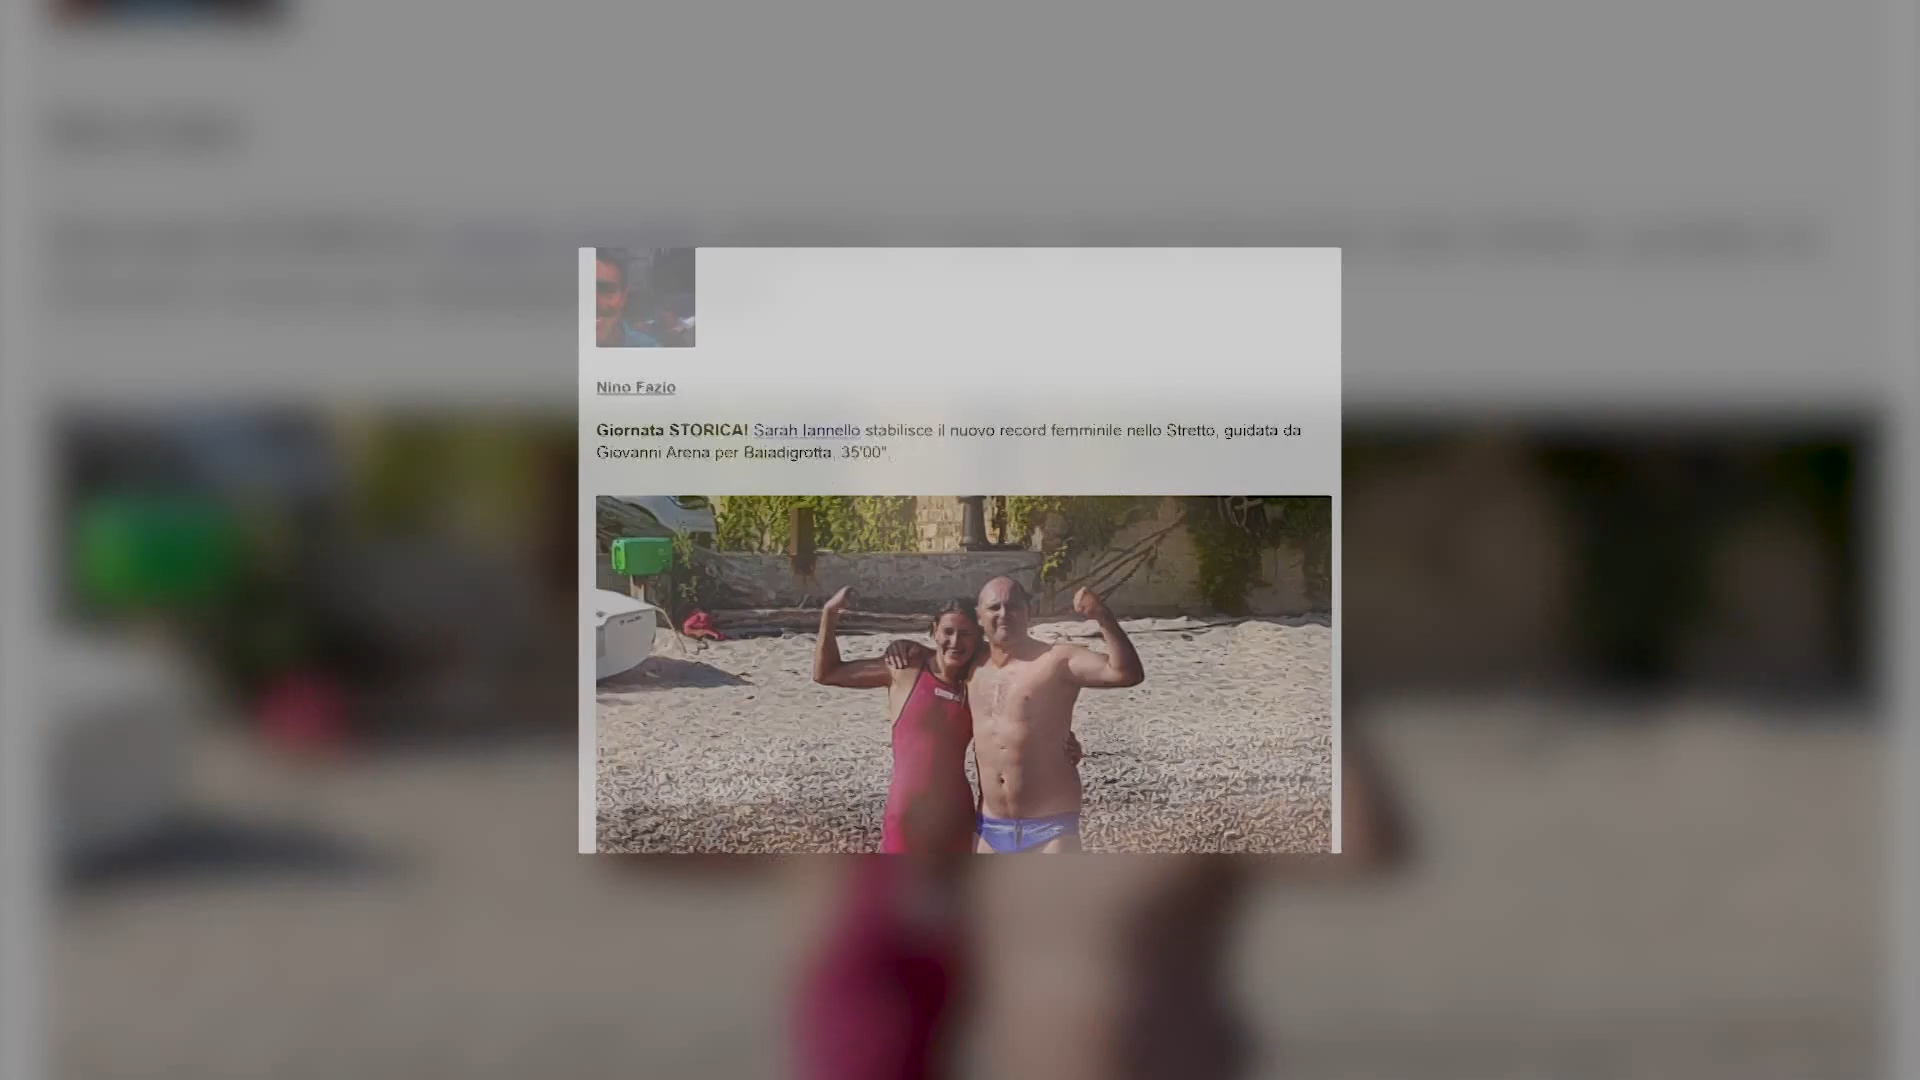 Nino Fazio
Giornata STORICA! Sarah Iannello stabilisce il nuovo record femminile nello Stretto, guidata da
Giovanni Arena per Baiadigrotta, 35'00".